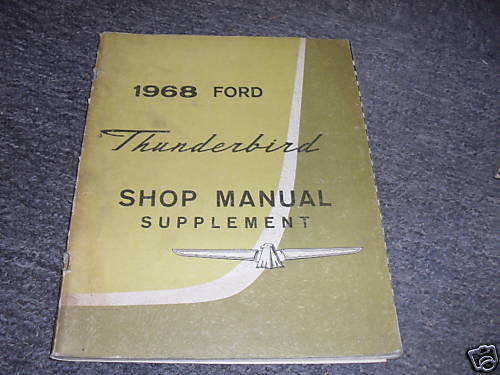 1968 FORD
Thunderbird
SHOP MANUAL
SUPPLEMENT